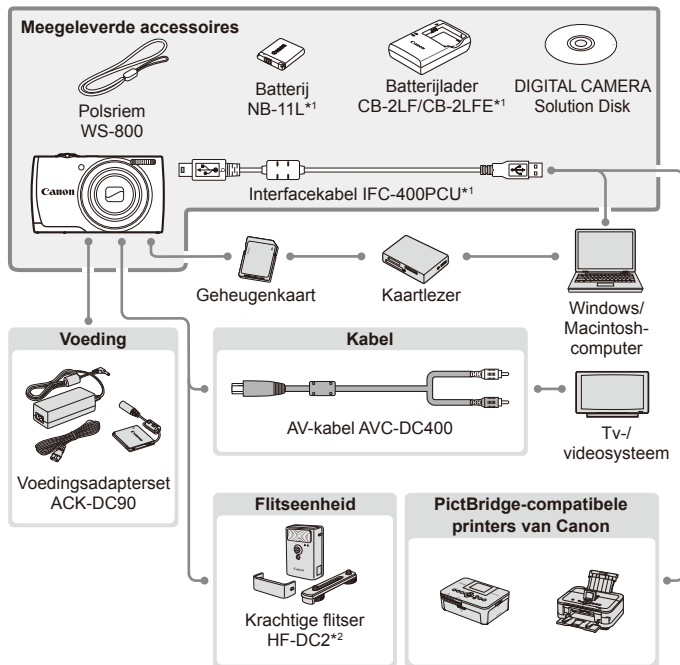 Meegeleverde accessoires
Polsriem
WS-800
Batterij
NB-11L*1
Batterijlader
CB-2LF/CB-2LFE*1
DIGITAL CAMERA
Solution Disk
Canon
Interfacekabel IFC-400PCU*1
Geheugenkaart
Kaartlezer
Windows/
Macintosh-
computer
Voeding
Voedingsadapterset
ACK-DC90
Kabel
AV-kabel AVC-DC400
Tv-/
videosysteem
Flitseenheid
Canon
Krachtige flitser
HF-DC2*2
PictBridge-compatibele
printers van Canon